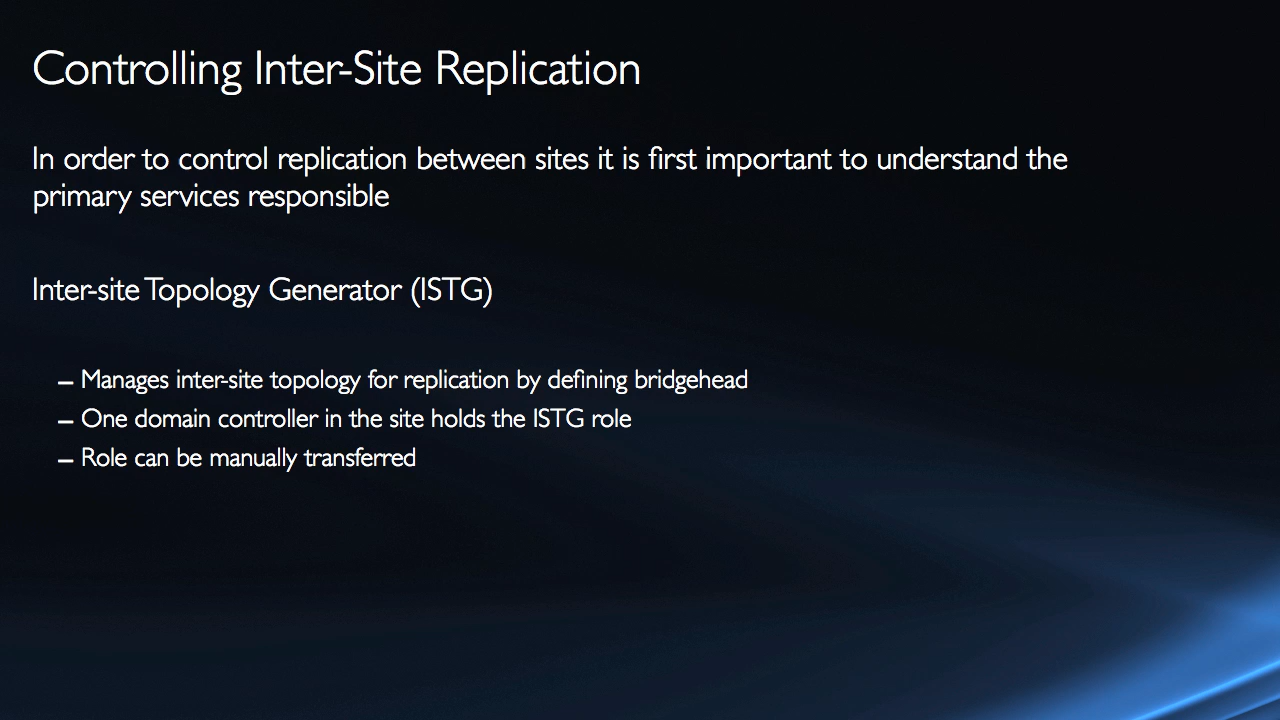 Controlling Inter-Site Replication
In order to control replication between sites it is first important to understand the
primary services responsible
Inter-site Topology Generator (ISTG)
– Manages inter-site topology for replication by defining bridgehead
– One domain controller in the site holds the ISTG role
– Role can be manually transferred